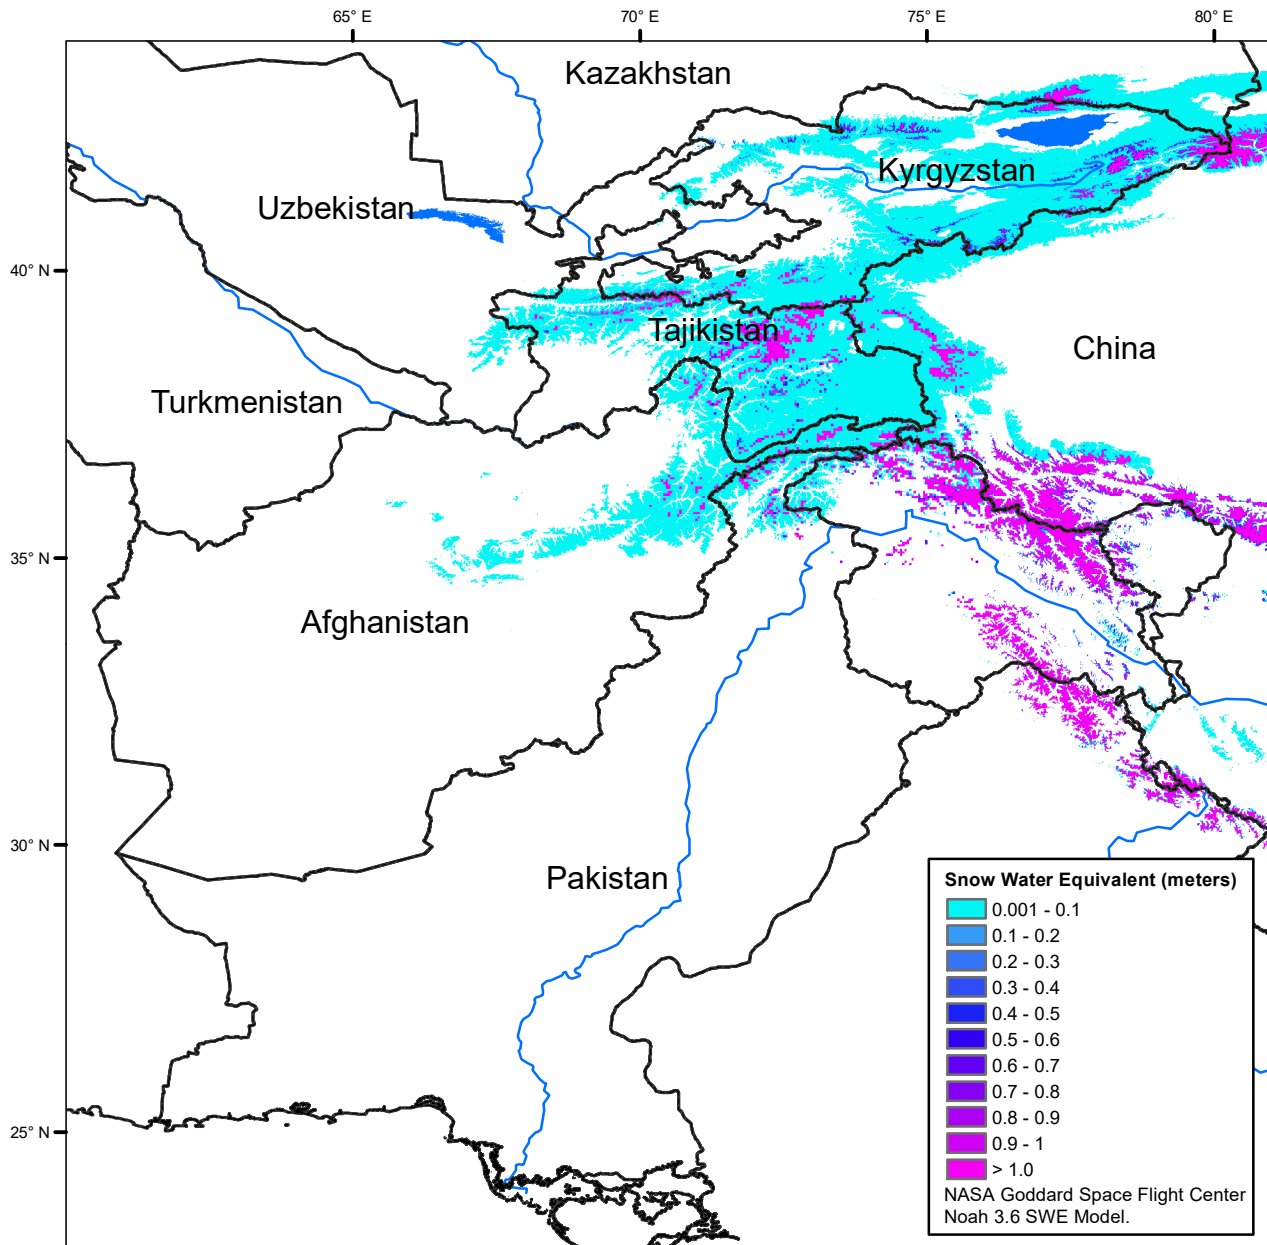 65° E
70° E
75° E
80° E
Kazakhstan
Kyrgyzstan
Uzbekistan
40° N
Tajikistan
China
Turkmenistan
35° N
Afghanistan
30° N
Pakistan
25° N
Snow Water Equivalent (meters)
0.001 - 0.1
0.1 - 0.2
0.2 - 0.3
0.3 - 0.4
0.4 - 0.5
0.5 - 0.6
0.6 - 0.7
0.7 - 0.8
0.8 - 0.9
0.9 - 1
> 1.0
NASA Goddard Space Flight Center
Noah 3.6 SWE Model.